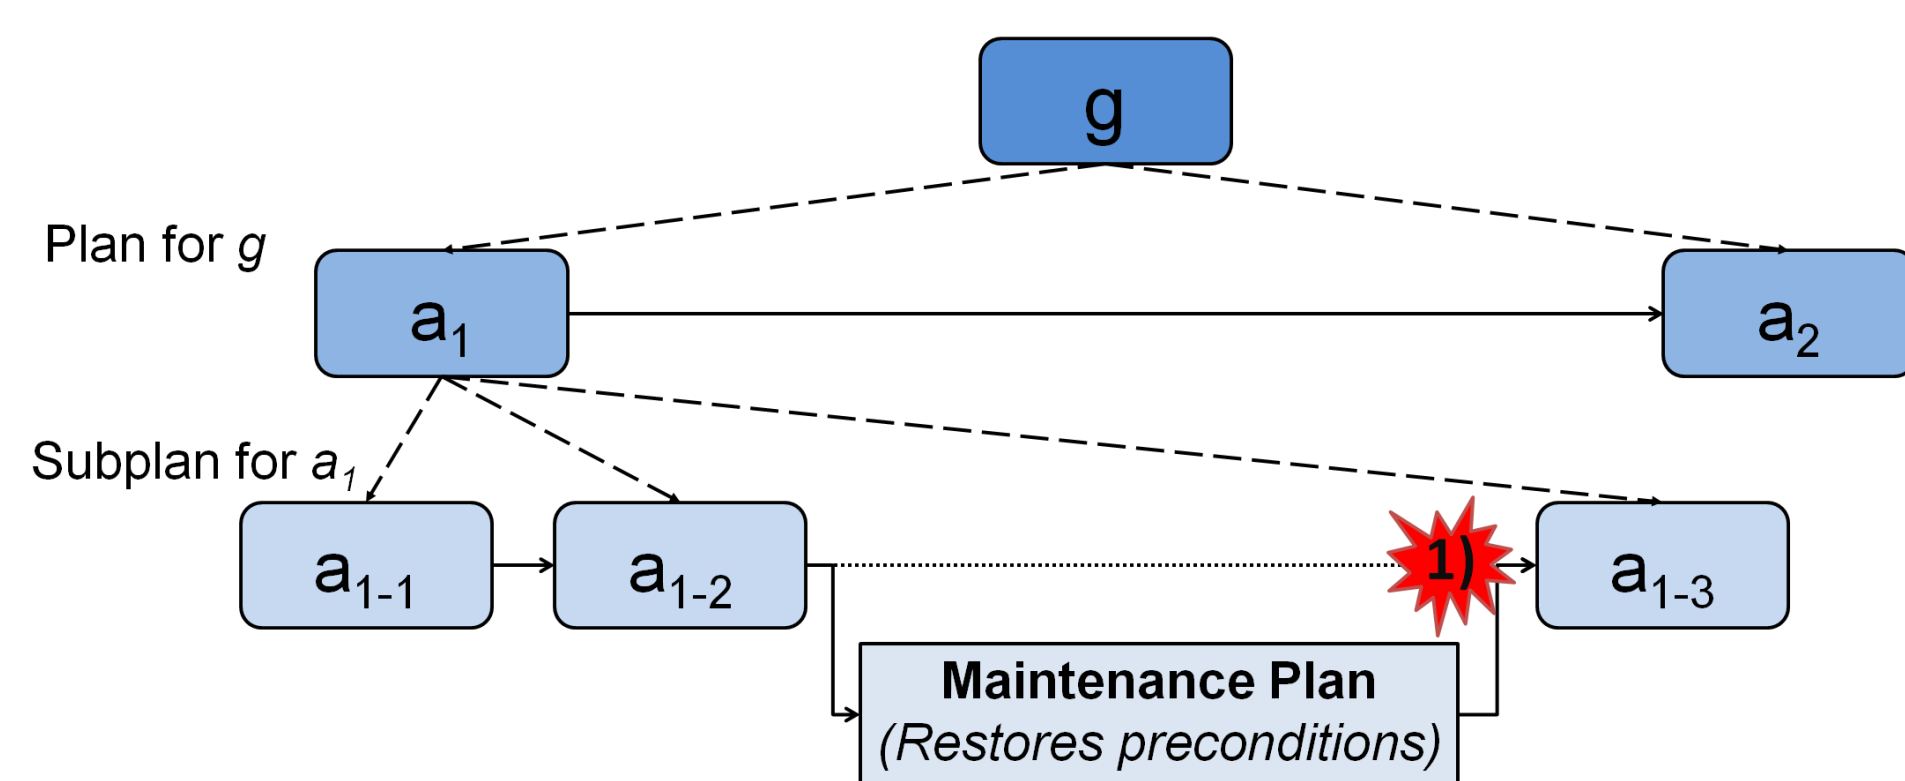 g
Plan for g
a1
a2
Subplan for a1
a1-1
a1-2
1)
a1-3
Maintenance Plan
(Restores preconditions)